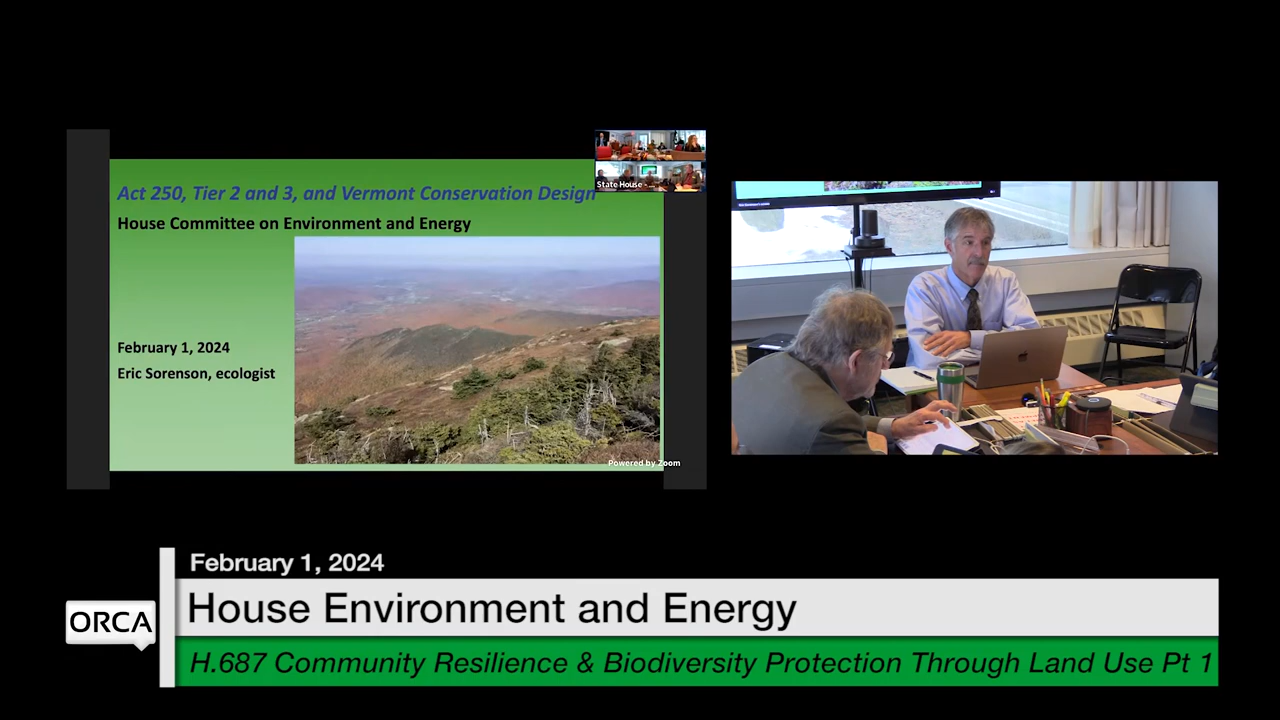 Act 250, Tier 2 and 3, and Vermont Conservation Design
House Committee on Environment and Energy
February 1, 2024
Eric Sorenson, ecologist
State House -
Powered by Zoom
February 1, 2024
ORCA
House Environment and Energy
H.687 Community Resilience & Biodiversity Protection Through Land Use Pt 1